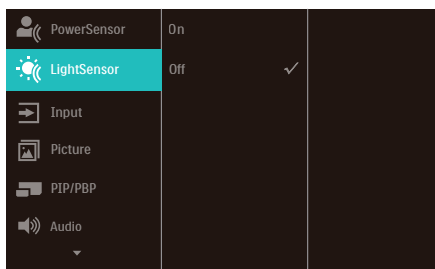 PowerSensor
LightSensor
Input
Picture
PIP/PBP
Audio
On
Off